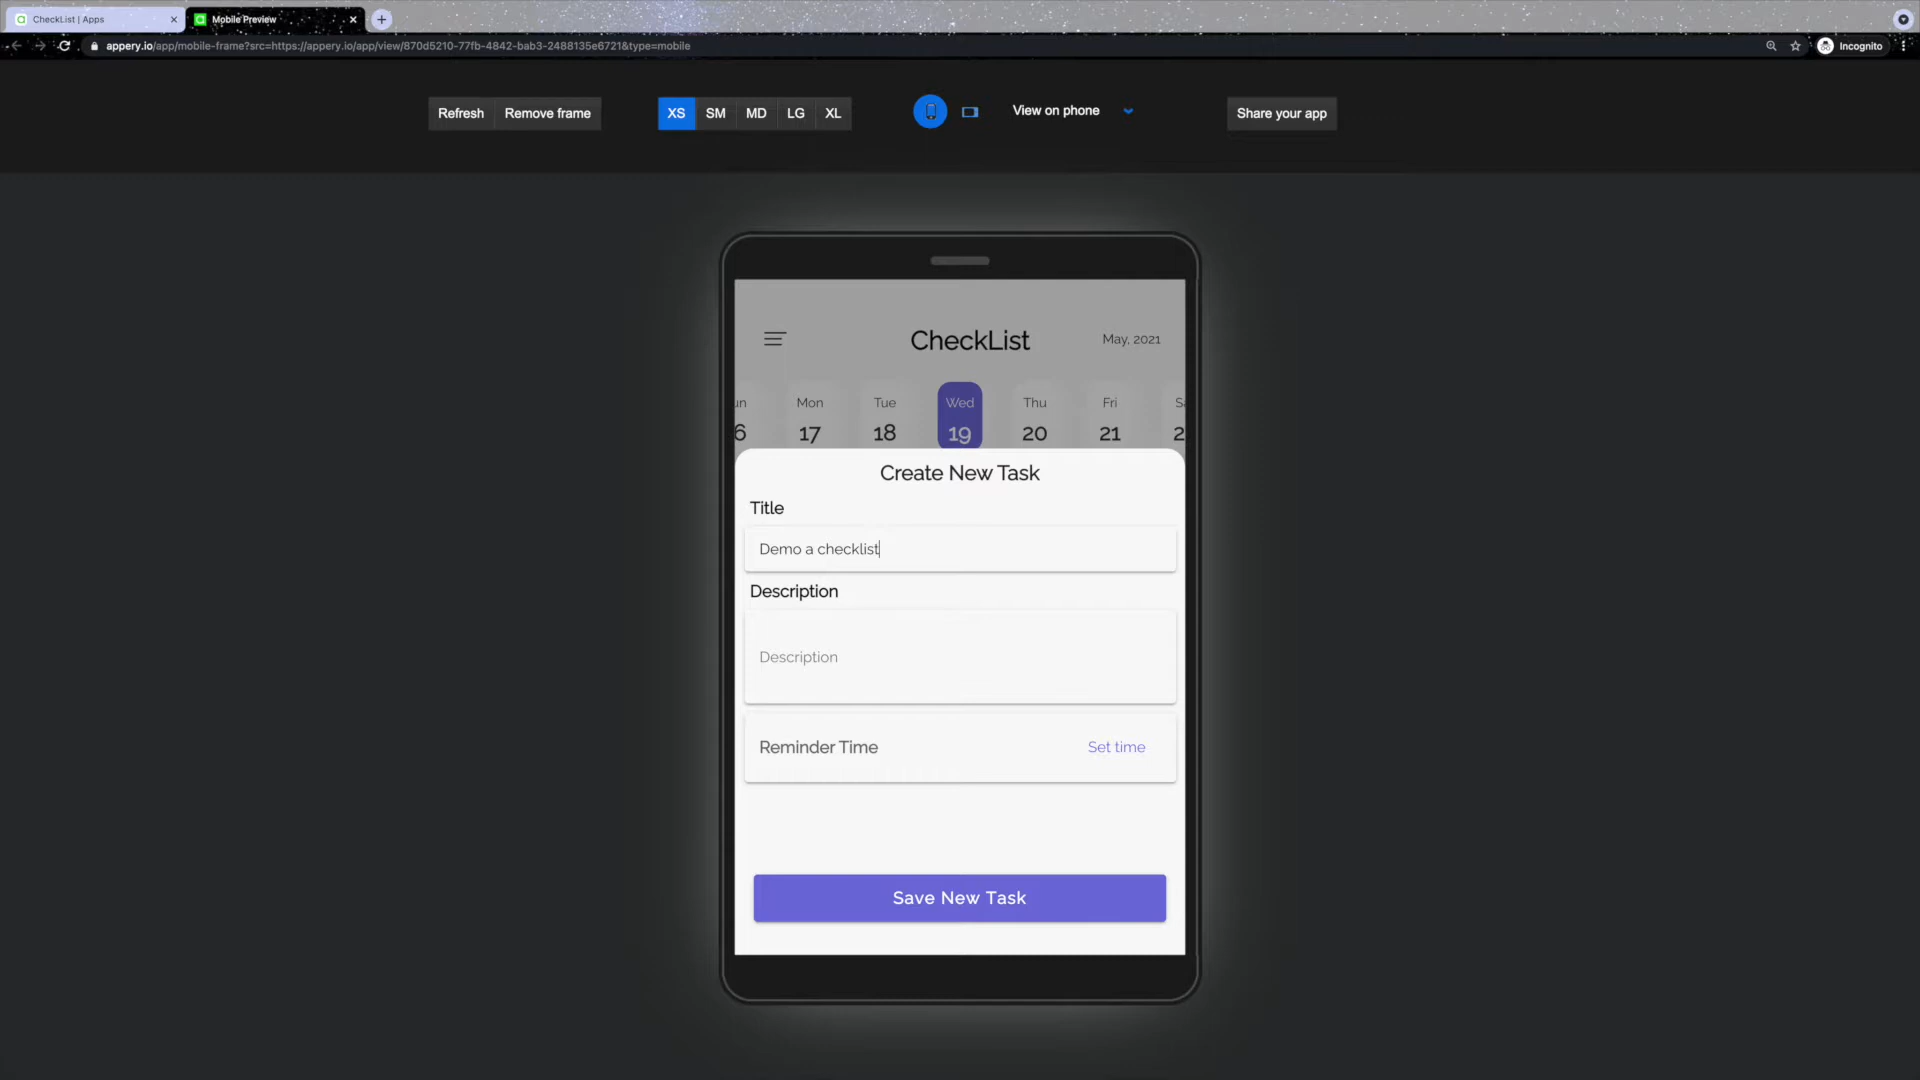 CheckList | Apps
Mobile Preview
appery.io/app/mobile-frame?src=https://appery.io/app/view/870d5210-77fb-4842-bab3-2488135e6721&type=mobile
Incognito
Refresh
Remove frame
XS
SM
MD
LG
XL
View on phone
Share your app
CheckList
May, 2021
un
Mon
Tue
Wed
Thu
Fri
S
6
17
18
19
20
21
2
Create New Task
Title
Demo a checklist
Description
Description
Reminder Time
Set time
Save New Task